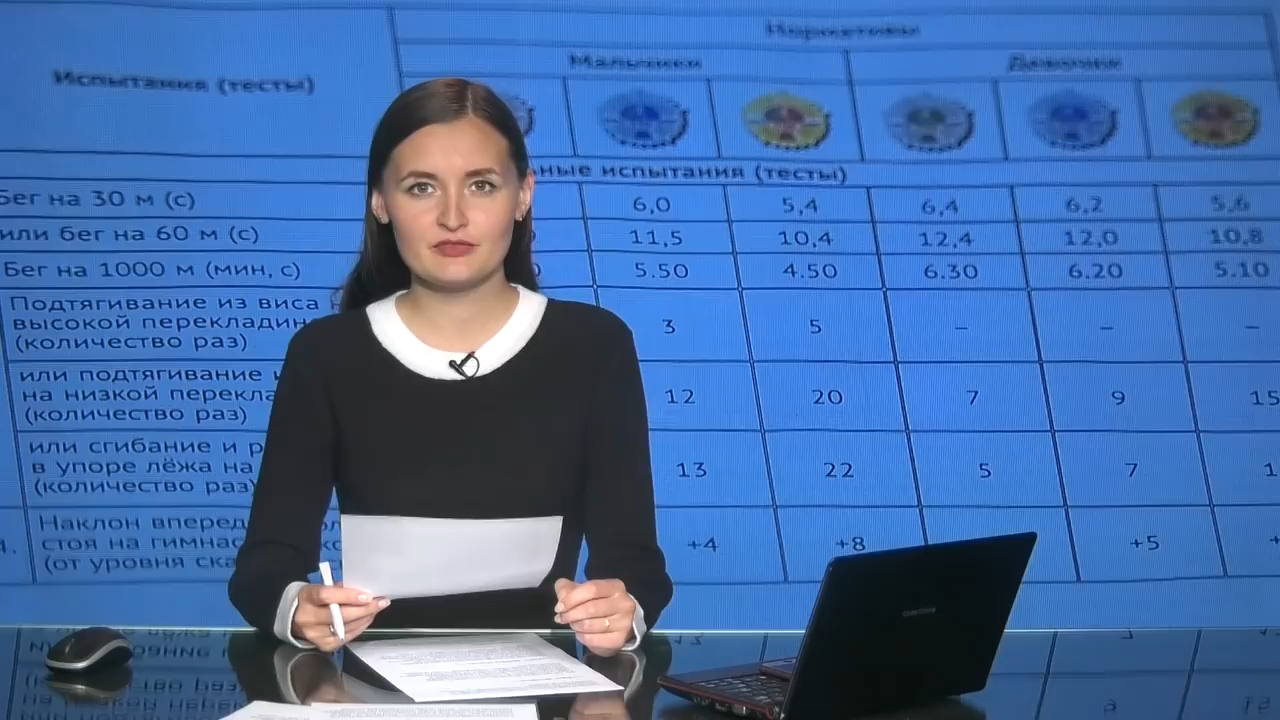 Нормативы
Испытания (тесты)
Мальчики
Девочки
ные испытания (тесты)
Бег на 30 м (с)
6,0
5,4
6,4
6,2
5,6
или бег на 60 м (с)
11,5
10,4
12,4
12,0
10,8
Бег на 1000 м (мин, с)
5.50
4.50
6.30
6.20
5.10
Подтягивание из виса
высокой перекладин
(количество раз)
3
5
–
–
–
или подтягивание и
на низкой перекла
(количество раз)
12
20
7
9
15
или сгибание и р
в упоре лёжа на
(количество раз)
13
22
5
7
1
4.
Наклон вперед
стоя на гимнас
(от уровня ска
+4
+8
+5
+